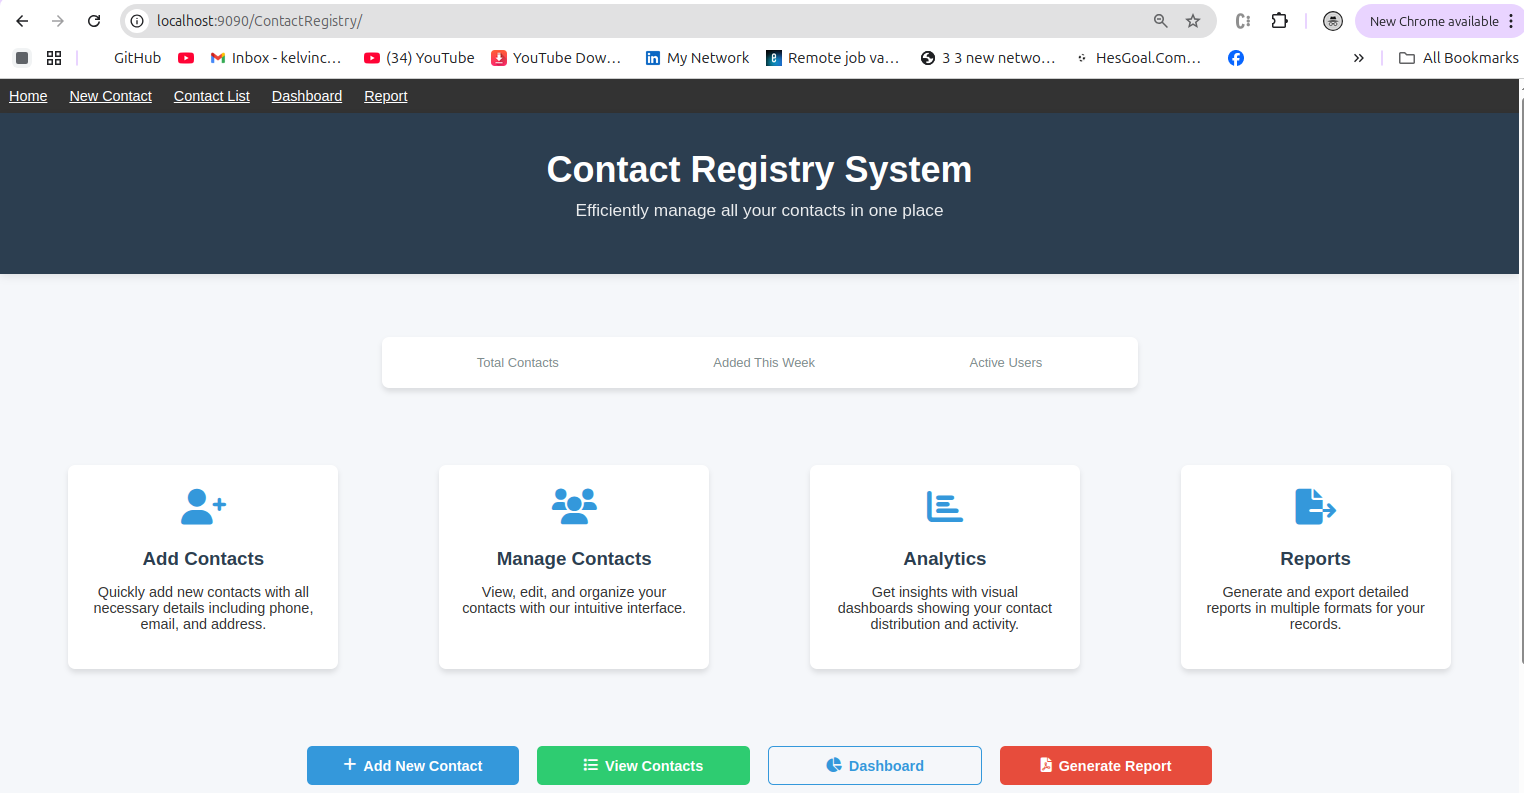 localhost:9090/ContactRegistry/
New Chrome available
GitHub
Inbox - kelvinc...
(34) YouTube
YouTube Dow...
My Network
Remote job va...
3 3 new netwo...
HesGoal.Com...
All Bookmarks
Home New Contact Contact List Dashboard Report
Contact Registry System
Efficiently manage all your contacts in one place
Total Contacts
Added This Week
Active Users
Add Contacts
Quickly add new contacts with all
necessary details including phone,
email, and address.
Manage Contacts
View, edit, and organize your
contacts with our intuitive interface.
Analytics
Get insights with visual
dashboards showing your contact
distribution and activity.
Reports
Generate and export detailed
reports in multiple formats for your
records.
Add New Contact
View Contacts
Dashboard
Generate Report